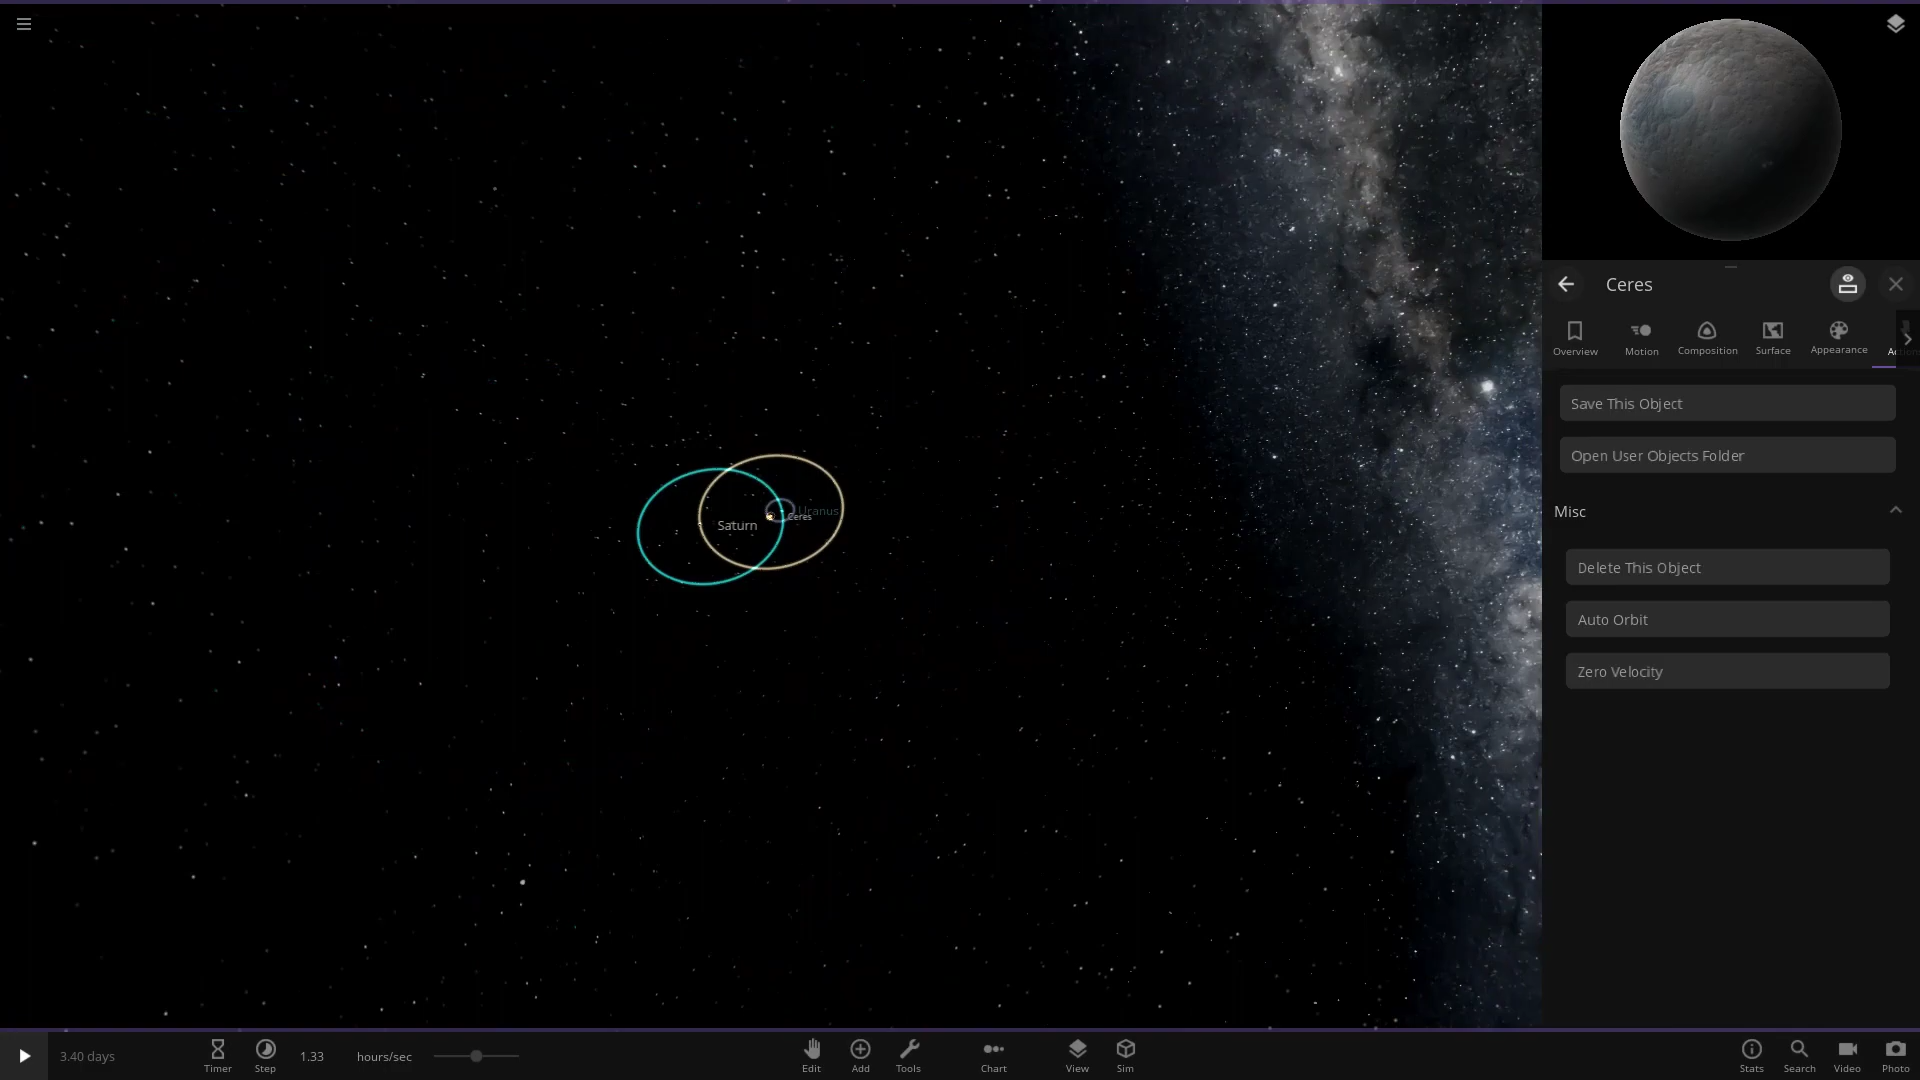 Ceres
Overview
Motion
Composition
Surface
Appearance
Save This Object
Open User Objects Folder
Misc
Delete This Object
Auto Orbit
Zero Velocity
Uranus
Ceres
Saturn
3.40 days
Timer
Step
1.33
hours/sec
Edit
Add
Tools
Chart
View
Sim
Stats
Search
Video
Photo